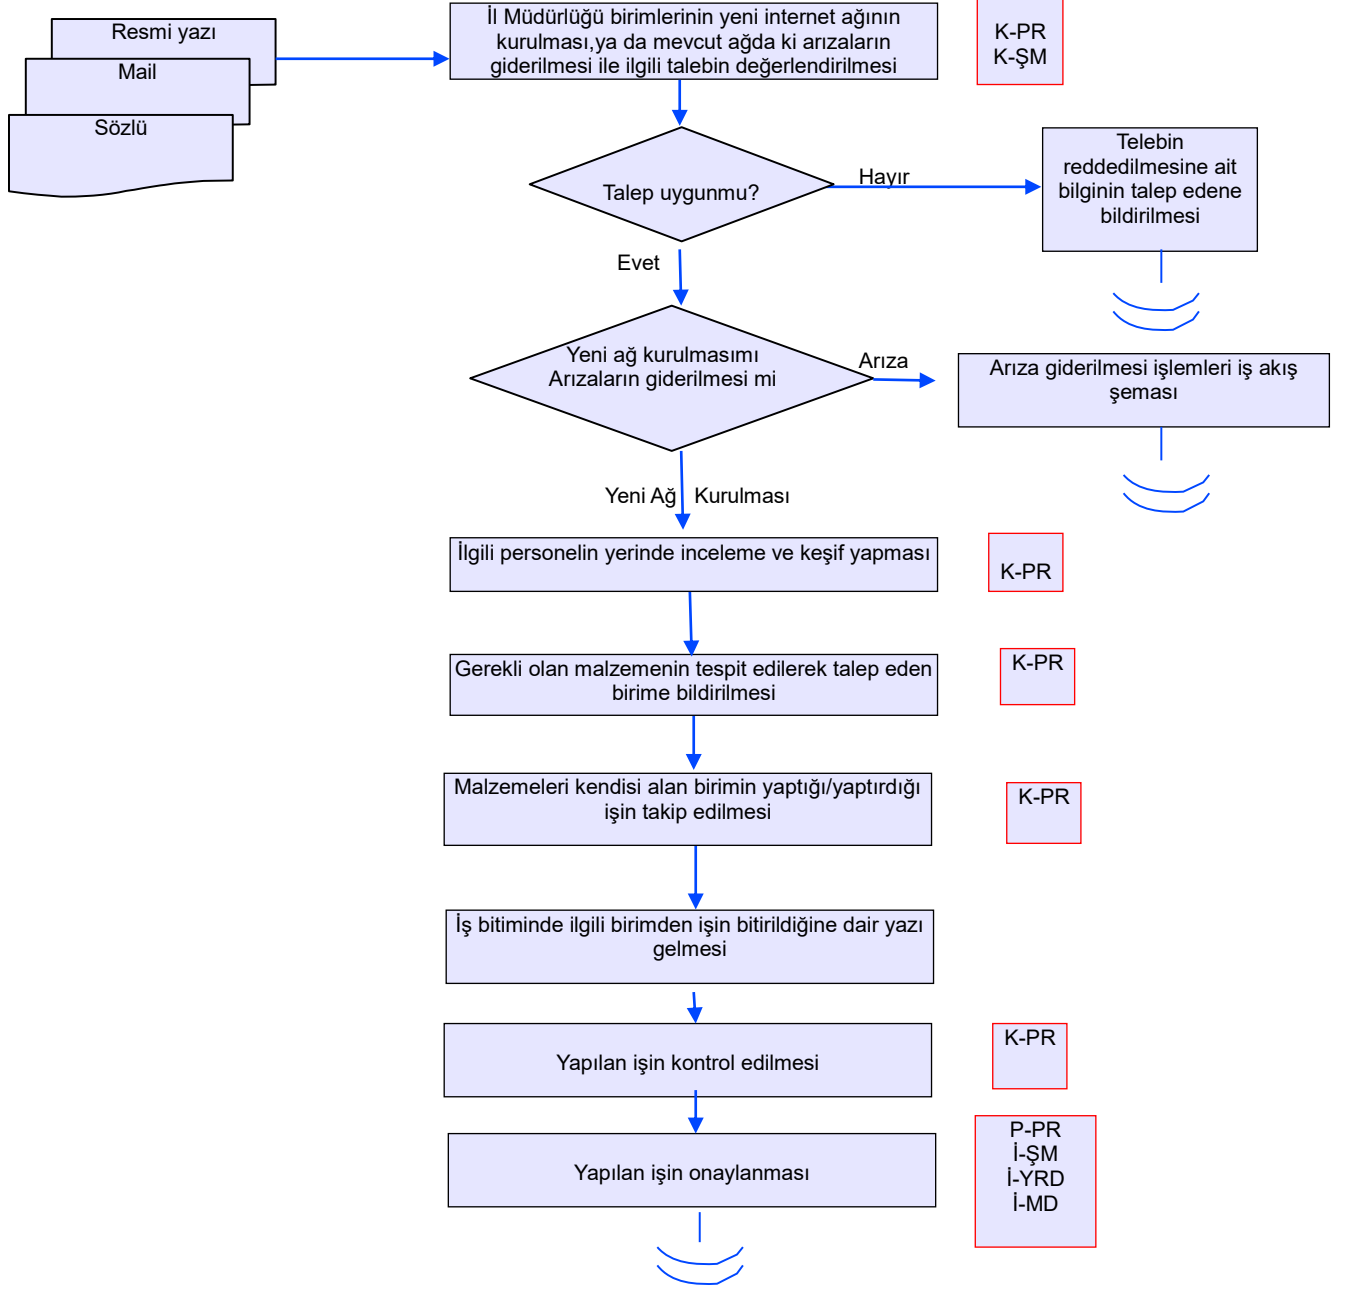 Resmi yazı
Mail
Sözlü
İl Müdürlüğü birimlerinin yeni internet ağının
kurulması,ya da mevcut ağda ki arızaların
giderilmesi ile ilgili talebin değerlendirilmesi
K-PR
K-ŞM
Talep uygunmu?
Hayır
Telebin
reddedilmesine ait
bilginin talep edene
bildirilmesi
Evet
Yeni ağ kurulmasımı
Arızaların giderilmesi mi
Arıza
Arıza giderilmesi işlemleri iş akış
şeması
Yeni Ağ Kurulması
İlgili personelin yerinde inceleme ve keşif yapması
K-PR
Gerekli olan malzemenin tespit edilerek talep eden
birime bildirilmesi
K-PR
Malzemeleri kendisi alan birimin yaptığı/yaptırdığı
işin takip edilmesi
K-PR
İş bitiminde ilgili birimden işin bitirildiğine dair yazı
gelmesi
Yapılan işin kontrol edilmesi
K-PR
Yapılan işin onaylanması
P-PR
İ-ŞM
İ-YRD
İ-MD